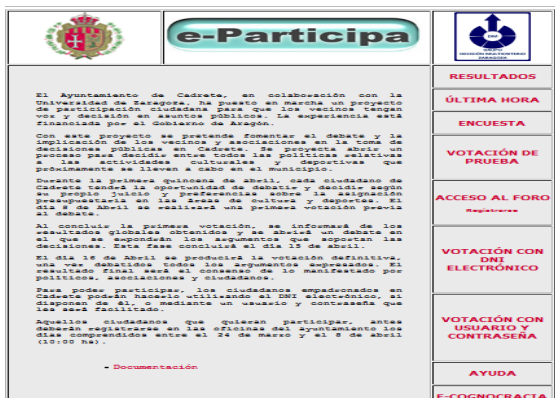 e-Participa
GRUPO
DECISIÓN MULTICRITERIO
ZARAGOZA
El Ayuntamiento de Cadrete, en colaboración con la
Universidad de Zaragoza, ha puesto en marcha un proyecto
de participación ciudadana para que los vecinos tengan
voz y decisión en asuntos públicos. La experiencia está
financiada por el Gobierno de Aragón.
Con este proyecto se pretende fomentar el debate y la
implicación de los vecinos y asociaciones en la toma de
decisiones públicas en Cadrete. Se proyecta abrir un
proceso para decidir entre todos las políticas relativas
a las actividades culturales y deportivas que
próximamente se lleven a cabo en el municipio.
Durante la primera quincena de abril, cada ciudadano de
Cadrete tendrá la oportunidad de debatir y decidir según
su propio juicio y preferencias sobre la asignación
presupuestaria en las áreas de cultura y deportes. El
día 8 de Abril se realizará una primera votación previa
al debate.
Al concluir la primera votación, se informará de los
resultados globales obtenidos y se abrirá un debate en
el que se expondrán los argumentos que soportan las
decisiones. Esta fase concluirá el día 15 de abril.
El día 16 de Abril se producirá la votación definitiva,
una vez debatidos todos los argumentos expresados. El
resultado final será el consenso de lo manifestado por
políticos, asociaciones y ciudadanos.
Para poder participar, los ciudadanos empadronados en
Cadrete podrán hacerlo utilizando el DNI electrónico, si
disponen de él, o mediante un usuario y contraseña que
les será facilitado.
Aquellos ciudadanos que quieran participar, antes
deberán registrarse en las oficinas del ayuntamiento los
días comprendidos entre el 24 de marzo y el 8 de abril
(10:00 hs).
- Documentación
RESULTADOS
ÚLTIMA HORA
ENCUESTA
VOTACIÓN DE
PRUEBA
ACCESO AL FORO
Registrarse
VOTACIÓN CON
DNI
ELECTRÓNICO
VOTACIÓN CON
USUARIO Y
CONTRASEÑA
AYUDA
E-COGNOCRACIA